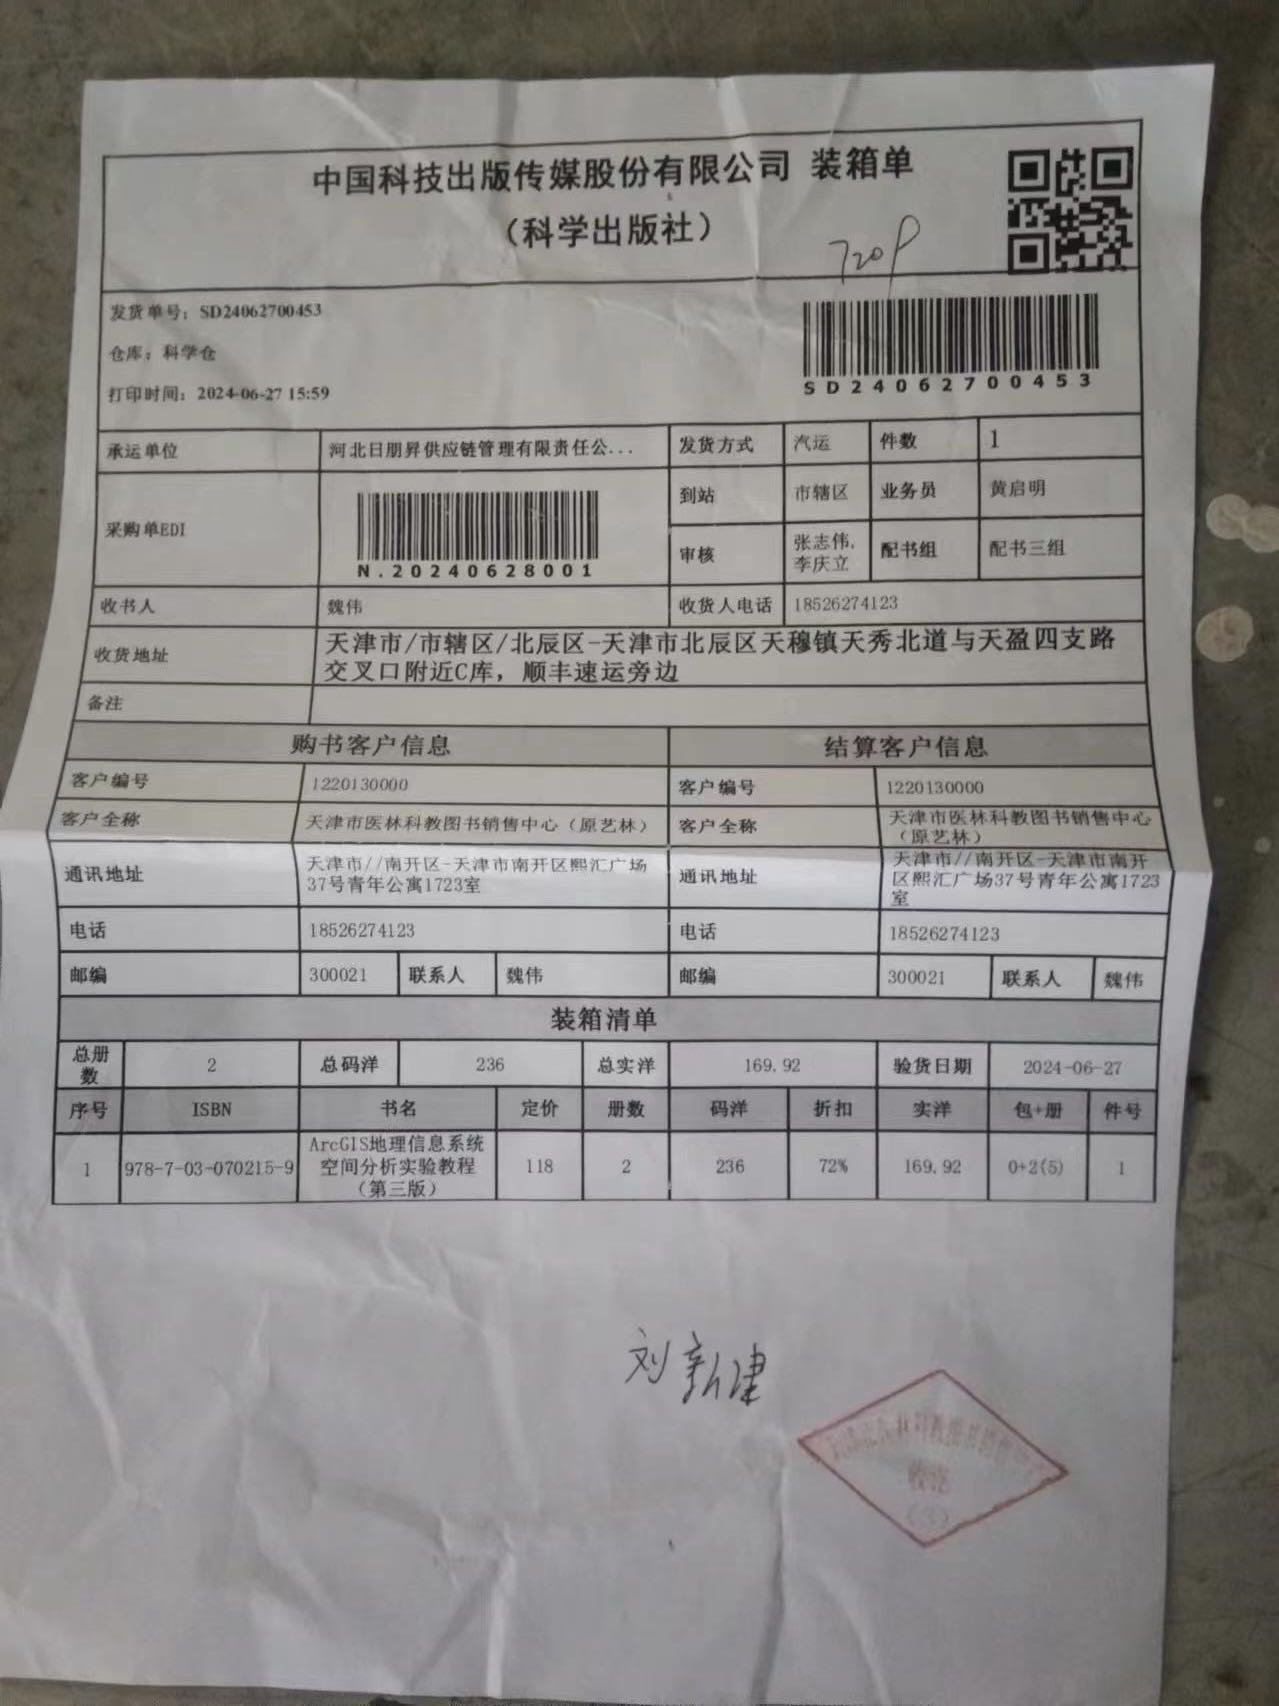 中国科技出版传媒股份有限公司 装箱单
（科学出版社）
7209
发货单号：SD24062700453
仓库：科学仓
打印时间：2024-06-27 15:59
SD24062700453
承运单位 河北日朋昇供应链管理有限责任公... 发货方式 汽运 件数 1
采购单EDI N.20240628001 到站 市辖区 业务员 黄启明
审核 张志伟,李庆立 配书组 配书三组
收书人 魏伟 收货人电话 18526274123
收货地址 天津市/市辖区/北辰区-天津市北辰区天穆镇天秀北道与天盈四支路
交叉口附近C库，顺丰速运旁边
备注
购书客户信息 结算客户信息
客户编号 1220130000 客户编号 1220130000
客户全称 天津市医林科教图书销售中心（原艺林） 客户全称 天津市医林科教图书销售中心（原艺林）
通讯地址 天津市//南开区-天津市南开区熙汇广场37号青年公寓1723室 通讯地址 天津市//南开区-天津市南开区熙汇广场37号青年公寓1723室
电话 18526274123 电话 18526274123
邮编 300021 联系人 魏伟 邮编 300021 联系人 魏伟
装箱清单
总册数 2 总码洋 236 总实洋 169.92 验货日期 2024-06-27
序号 ISBN 书名 定价 册数 码洋 折扣 实洋 包+册 件号
1 978-7-03-070215-9 ArcGIS地理信息系统空间分析实验教程（第三版） 118 2 236 72% 169.92 0+2(5) 1
刘新建